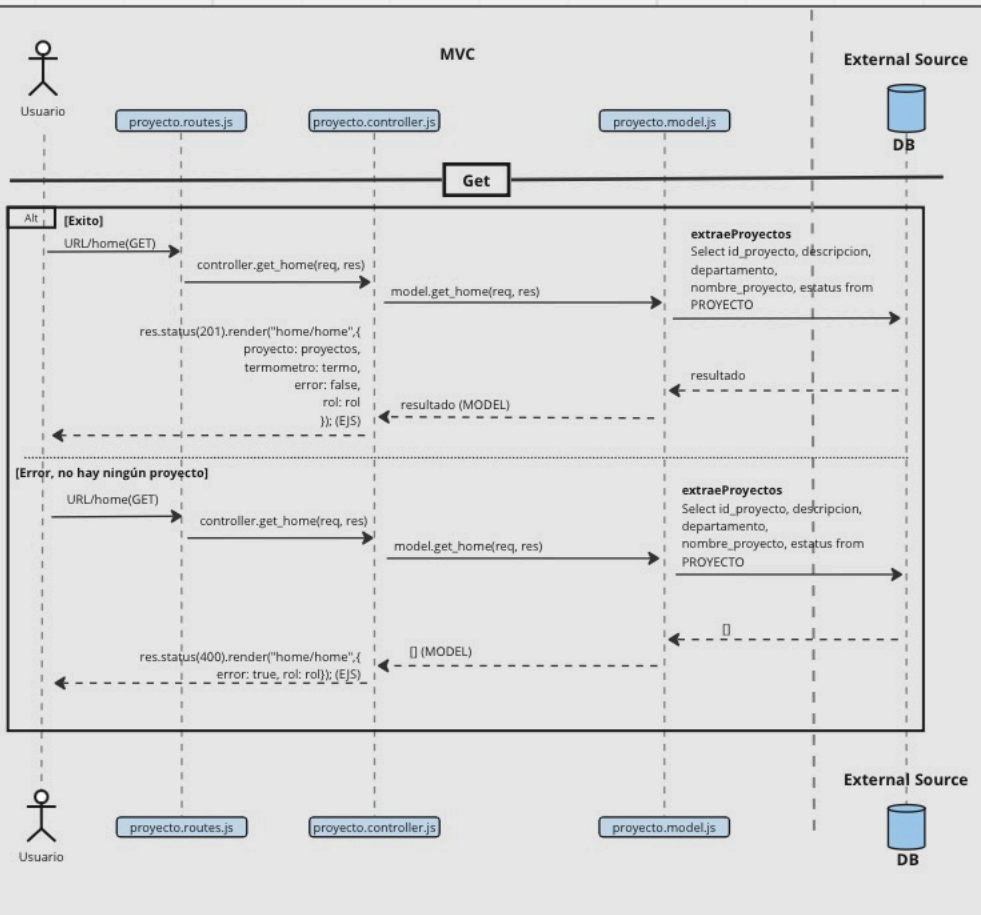 MVC
External Source
Usuario
proyecto.routes.js
proyecto.controller.js
proyecto.model.js
DB
Get
Alt
[Exito]
URL/home(GET)
controller.get_home(req, res)
model.get_home(req, res)
extraeProyectos
Select id_proyecto, descripcion,
departamento,
nombre_proyecto, estatus from
PROYECTO
resultado
resultado (MODEL)
res.status(201).render("home/home",{
proyecto: proyectos,
termometro: termo,
error: false,
rol: rol
}); (EJS)
[Error, no hay ningún proyecto]
URL/home(GET)
controller.get_home(req, res)
model.get_home(req, res)
extraeProyectos
Select id_proyecto, descripcion,
departamento,
nombre_proyecto, estatus from
PROYECTO
[]
[] (MODEL)
res.status(400).render("home/home",{
error: true, rol: rol}); (EJS)
External Source
Usuario
proyecto.routes.js
proyecto.controller.js
proyecto.model.js
DB